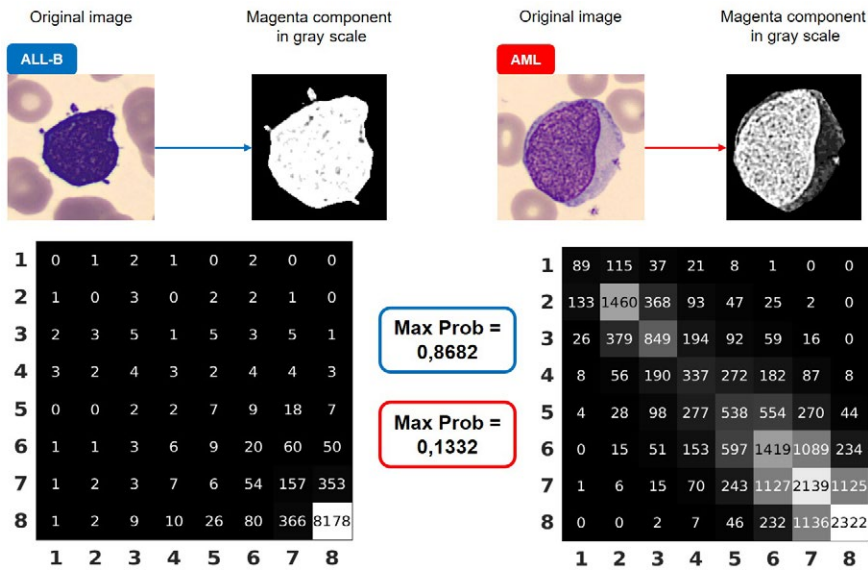 Original image
Magenta component
in gray scale
Original image
Magenta component
in gray scale
ALL-B
AML
1 0 1 2 1 0 2 0 0
2 1 0 3 0 2 2 1 0
3 2 3 5 1 5 3 5 1
4 3 2 4 3 2 4 4 3
5 0 0 2 2 7 9 18 7
6 1 1 3 6 9 20 60 50
7 1 2 3 7 6 54 157 353
8 1 2 9 10 26 80 366 8178
1 2 3 4 5 6 7 8
Max Prob =
0,8682
Max Prob =
0,1332
1 89 115 37 21 8 1 0 0
2 133 1460 368 93 47 25 2 0
3 26 379 849 194 92 59 16 0
4 8 56 190 337 272 182 87 8
5 4 28 98 277 538 554 270 44
6 0 15 51 153 597 1419 1089 234
7 1 6 15 70 243 1127 2139 1125
8 0 0 2 7 46 232 1136 2322
1 2 3 4 5 6 7 8